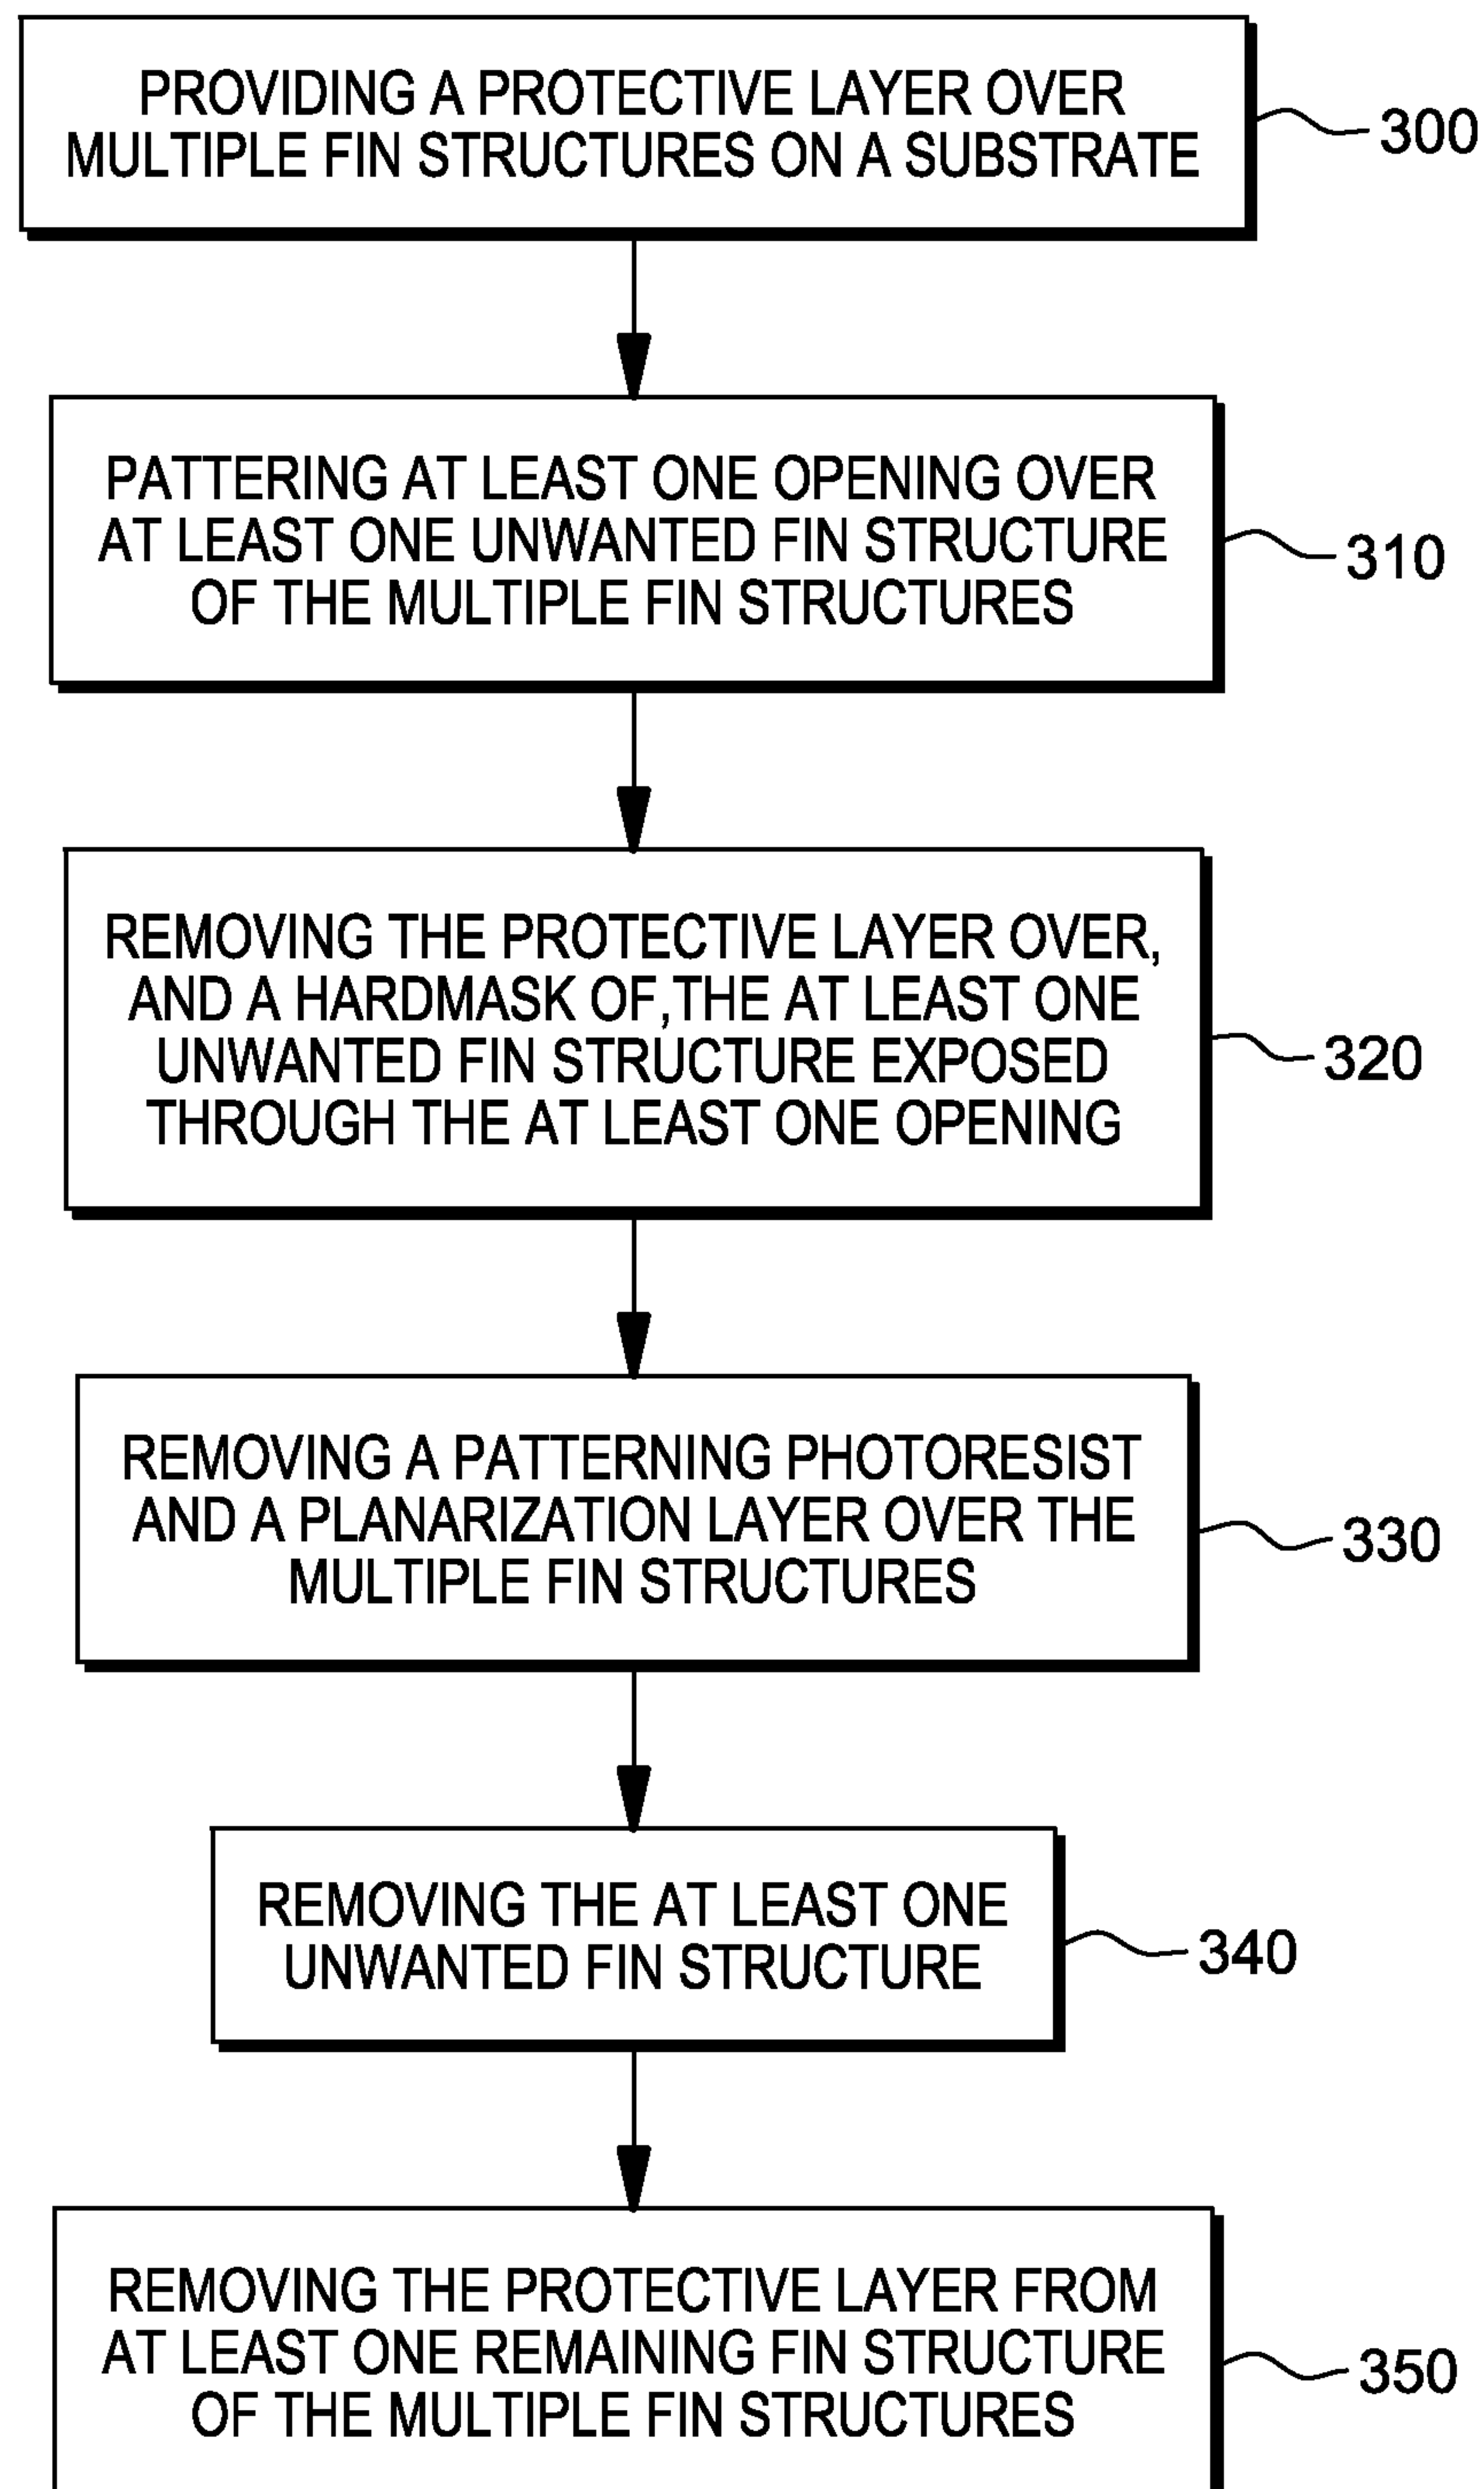 PROVIDING A PROTECTIVE LAYER OVER
MULTIPLE FIN STRUCTURES ON A SUBSTRATE
300
PATTERING AT LEAST ONE OPENING OVER
AT LEAST ONE UNWANTED FIN STRUCTURE
OF THE MULTIPLE FIN STRUCTURES
310
REMOVING THE PROTECTIVE LAYER OVER,
AND A HARDMASK OF,THE AT LEAST ONE
UNWANTED FIN STRUCTURE EXPOSED
THROUGH THE AT LEAST ONE OPENING
320
REMOVING A PATTERNING PHOTORESIST
AND A PLANARIZATION LAYER OVER THE
MULTIPLE FIN STRUCTURES
330
REMOVING THE AT LEAST ONE
UNWANTED FIN STRUCTURE
340
REMOVING THE PROTECTIVE LAYER FROM
AT LEAST ONE REMAINING FIN STRUCTURE
OF THE MULTIPLE FIN STRUCTURES
350